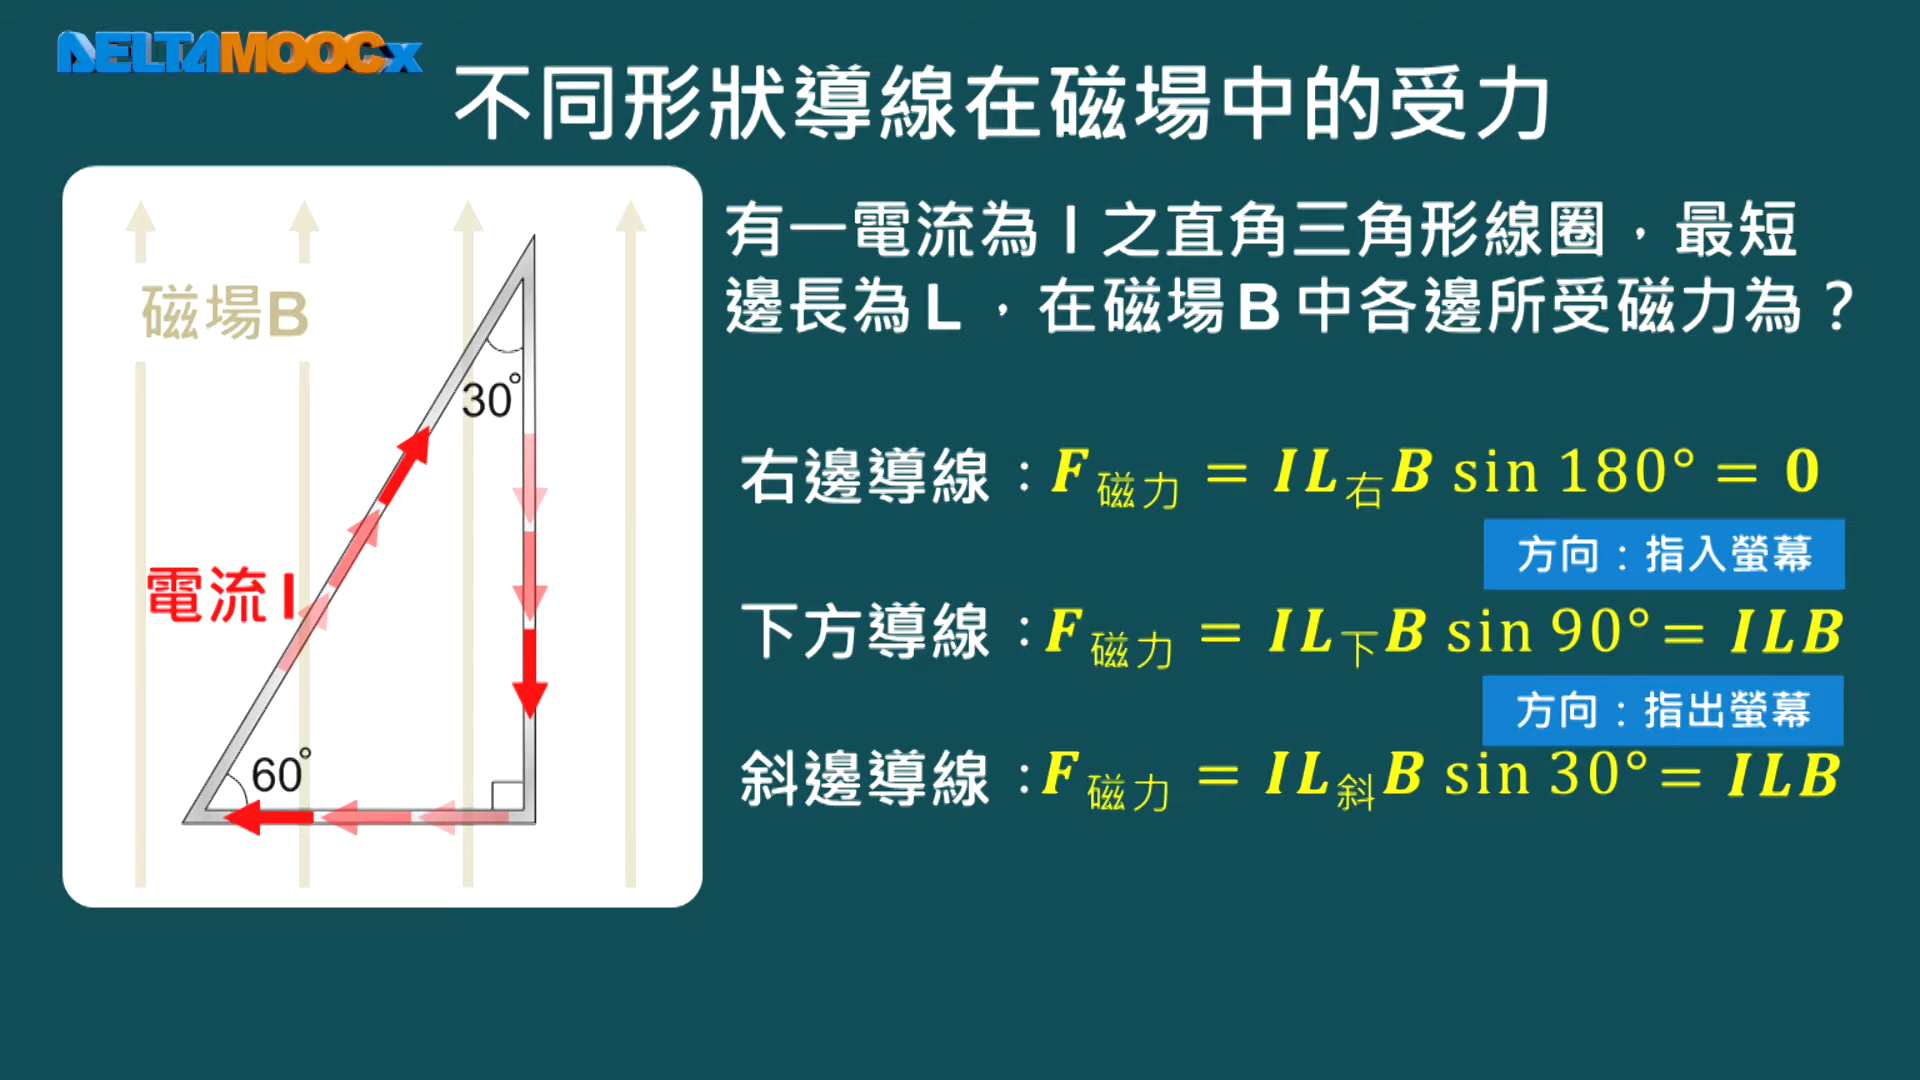 DELTAMOOCx
不同形狀導線在磁場中的受力
磁場B
30°
電流I
60°
有一電流為 I 之直角三角形線圈，最短
邊長為L，在磁場B中各邊所受磁力為？
右邊導線：F磁力 = IL右B sin 180° = 0
方向：指入螢幕
下方導線：F磁力 = IL下B sin 90° = ILB
方向：指出螢幕
斜邊導線：F磁力 = IL斜B sin 30° = ILB